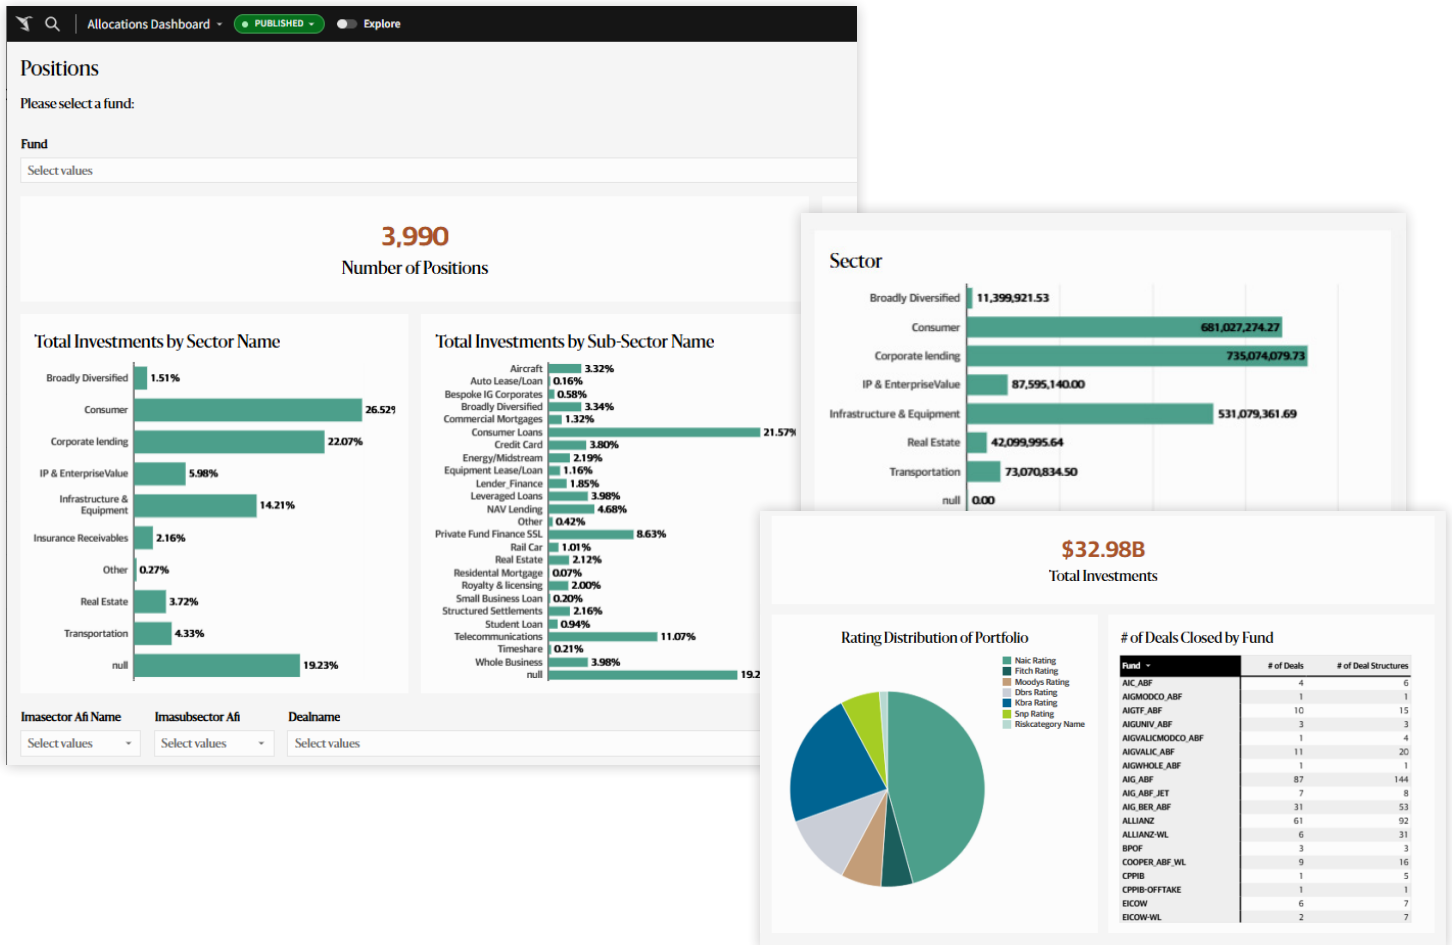 Allocations Dashboard
PUBLISHED
Explore
Positions
Please select a fund:
Fund
Select values
3,990
Number of Positions
Total Investments by Sector Name
Broadly Diversified 1.51%
Consumer 26.52%
Corporate lending 22.07%
IP & EnterpriseValue 5.98%
Infrastructure &
Equipment 14.21%
Insurance Receivables 2.16%
Other 0.27%
Real Estate 3.72%
Transportation 4.33%
null 19.23%
Total Investments by Sub-Sector Name
Aircraft 3.32%
Auto Lease/Loan 0.16%
Bespoke IG Corporates 0.58%
Broadly Diversified 3.34%
Commercial Mortgages 1.32%
Consumer Loans 21.57%
Credit Card 3.80%
Energy/Midstream 2.19%
Equipment Lease/Loan 1.16%
Lender_Finance 1.85%
Leveraged Loans 3.98%
NAV Lending 4.68%
Other 0.42%
Private Fund Finance SSL 8.63%
Rail Car 1.01%
Real Estate 2.12%
Residental Mortgage 0.07%
Royalty & licensing 2.00%
Small Business Loan 0.20%
Structured Settlements 2.16%
Student Loan 0.94%
Telecommunications 11.07%
Timeshare 0.21%
Whole Business 3.98%
null 19.2
Imasector Afi Name
Select values
Imasubsector Afi
Select values
Dealname
Select values
Sector
Broadly Diversified 11,399,921.53
Consumer 681,027,274.27
Corporate lending 735,074,079.73
IP & EnterpriseValue 87,595,140.00
Infrastructure & Equipment 531,079,361.69
Real Estate 42,099,995.64
Transportation 73,070,834.50
null 0.00
$32.98B
Total Investments
Rating Distribution of Portfolio
Naic Rating
Fitch Rating
Moodys Rating
Dbrs Rating
Kbra Rating
Snp Rating
Riskcategory Name
# of Deals Closed by Fund
Fund # of Deals # of Deal Structures
AIC_ABF 4 6
AIGMODCO_ABF 1 1
AIGTF_ABF 10 15
AIGUNIV_ABF 3 3
AIGVALICMODCO_ABF 1 4
AIGVALIC_ABF 11 20
AIGWHOLE_ABF 1 1
AIG_ABF 87 144
AIG_ABF_JET 7 8
AIG_BER_ABF 31 53
ALLIANZ 61 92
ALLIANZ-WL 6 31
BPOF 3 3
COOPER_ABF_WL 9 16
CPPIB 1 5
CPPIB-OFFTAKE 1 1
EICOW 6 7
EICOW-WL 2 7